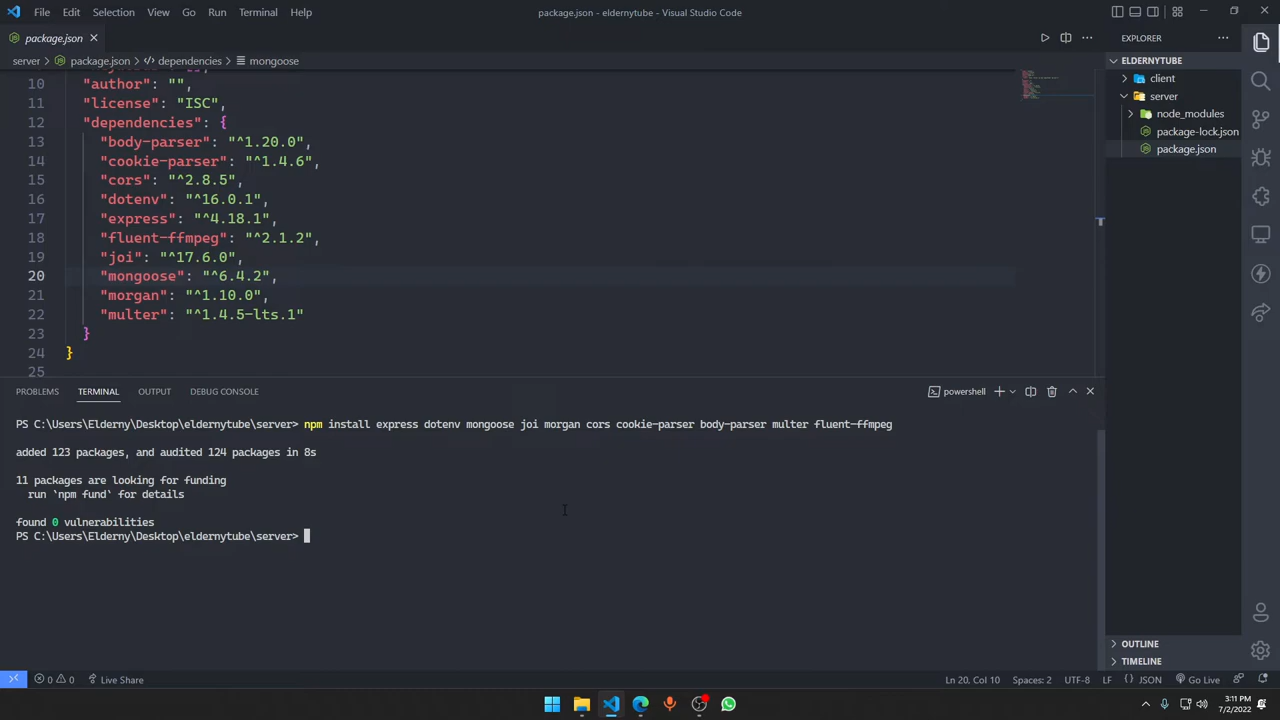 File Edit Selection View Go Run Terminal Help
package.json - eldernytube - Visual Studio Code
package.json
server > package.json > dependencies > mongoose
10 "author": "",
11 "license": "ISC",
12 "dependencies": {
13 "body-parser": "^1.20.0",
14 "cookie-parser": "^1.4.6",
15 "cors": "^2.8.5",
16 "dotenv": "^16.0.1",
17 "express": "^4.18.1",
18 "fluent-ffmpeg": "^2.1.2",
19 "joi": "^17.6.0",
20 "mongoose": "^6.4.2",
21 "morgan": "^1.10.0",
22 "multer": "^1.4.5-lts.1"
23 }
24 }
25
EXPLORER
ELDERNYTUBE
client
server
node_modules
package-lock.json
package.json
OUTLINE
TIMELINE
PROBLEMS TERMINAL OUTPUT DEBUG CONSOLE
powershell
PS C:\Users\Elderny\Desktop\eldernytube\server> npm install express dotenv mongoose joi morgan cors cookie-parser body-parser multer fluent-ffmpeg
added 123 packages, and audited 124 packages in 8s
11 packages are looking for funding
run `npm fund` for details
found 0 vulnerabilities
PS C:\Users\Elderny\Desktop\eldernytube\server>
0 0 Live Share
Ln 20, Col 10 Spaces: 2 UTF-8 LF {} JSON Go Live
3:11 PM
7/2/2022